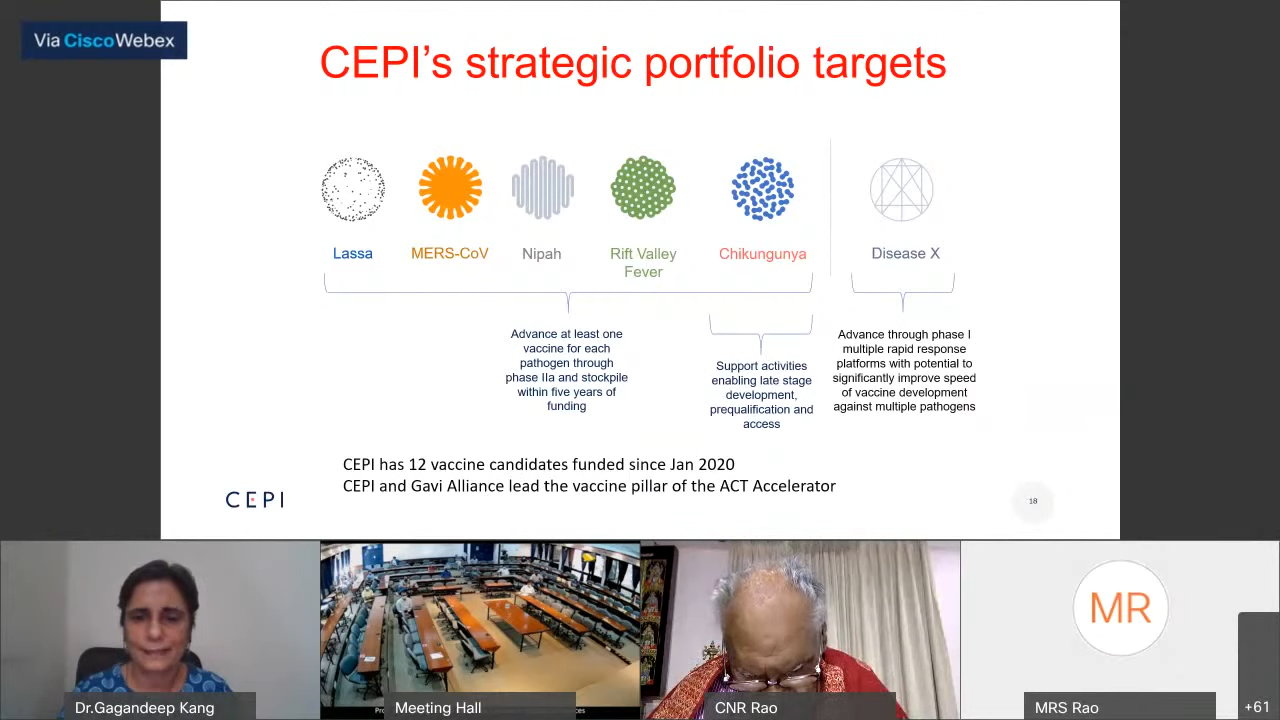 Via Cisco Webex
CEPI's strategic portfolio targets
Lassa
MERS-CoV
Nipah
Rift Valley
Fever
Chikungunya
Disease X
Advance at least one
vaccine for each
pathogen through
phase IIa and stockpile
within five years of
funding
Support activities
enabling late stage
development,
prequalification and
access
Advance through phase I
multiple rapid response
platforms with potential to
significantly improve speed
of vaccine development
against multiple pathogens
CEPI has 12 vaccine candidates funded since Jan 2020
CEPI and Gavi Alliance lead the vaccine pillar of the ACT Accelerator
CEPI
18
MR
Dr.Gagandeep Kang
Meeting Hall
CNR Rao
MRS Rao
+61